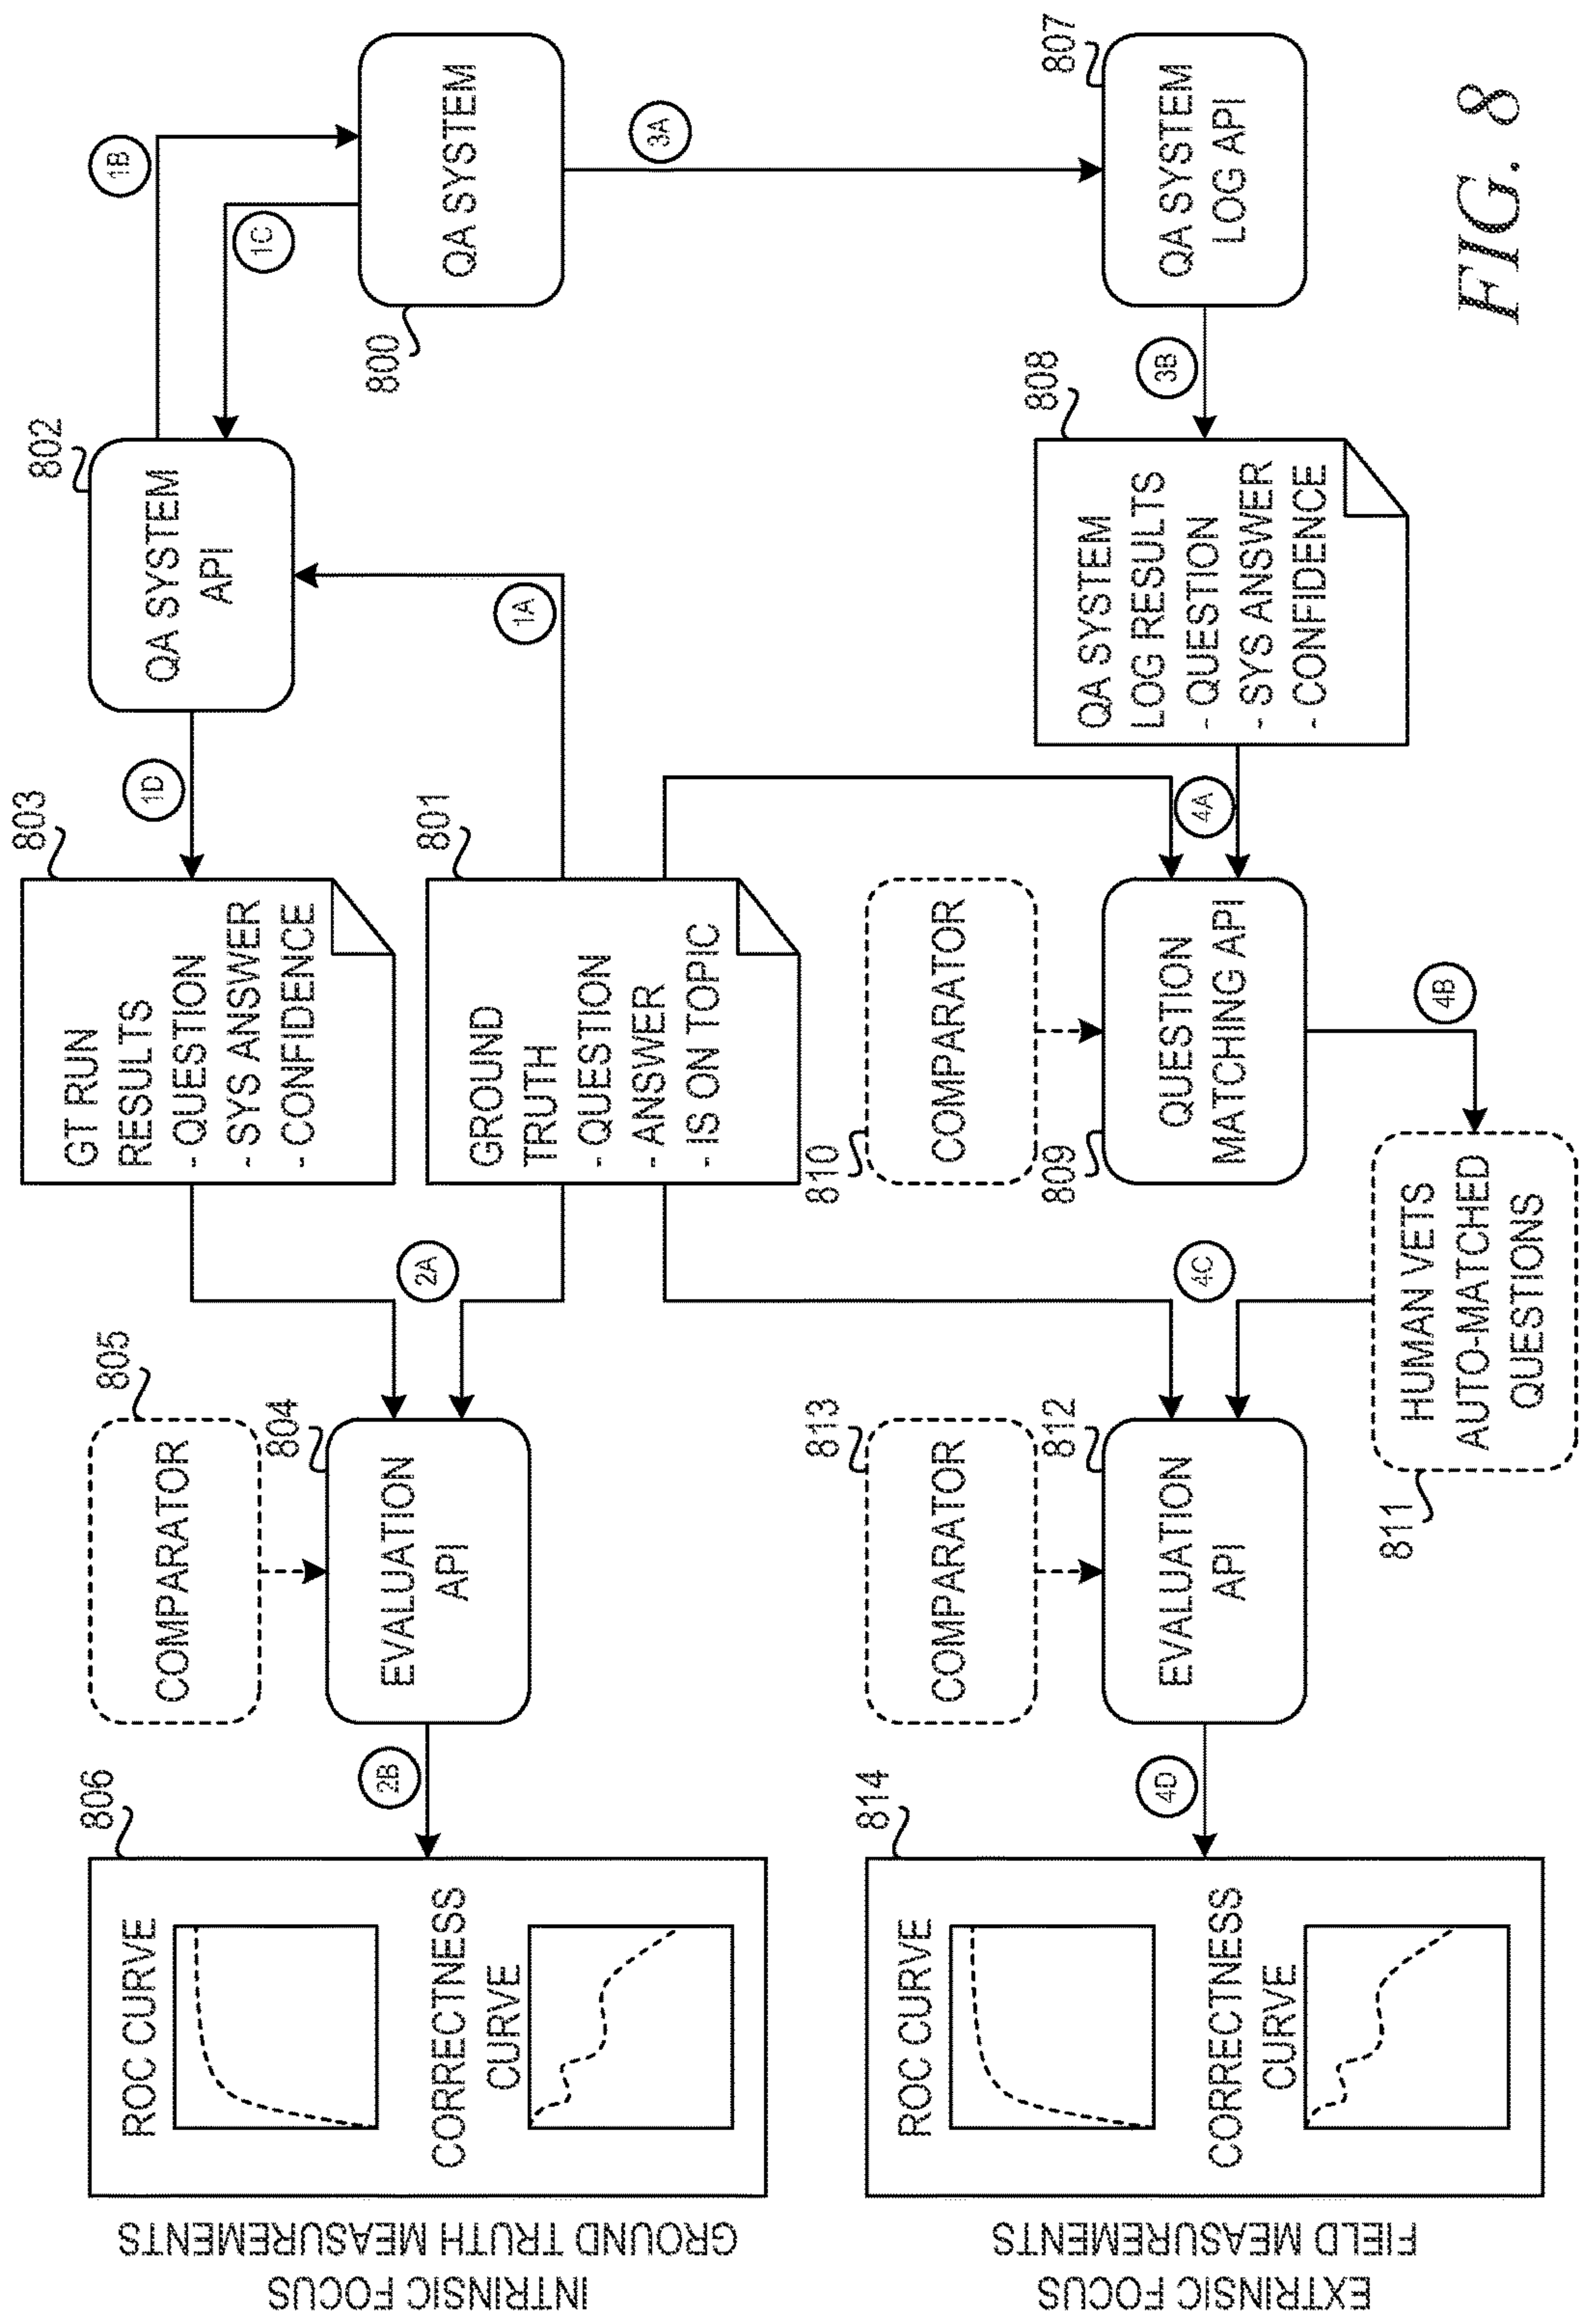 INTRINSIC FOCUS
GROUND TRUTH MEASUREMENTS
806
ROC CURVE
CORRECTNESS
CURVE
2B
805
COMPARATOR
804
EVALUATION
API
2A
803
GT RUN
RESULTS
- QUESTION
- SYS ANSWER
- CONFIDENCE
801
GROUND
TRUTH
- QUESTION
- ANSWER
- IS ON TOPIC
1D
802
QA SYSTEM
API
1A
1B
1C
800
QA SYSTEM
3A
EXTRINSIC FOCUS
FIELD MEASUREMENTS
814
ROC CURVE
CORRECTNESS
CURVE
4D
813
COMPARATOR
812
EVALUATION
API
4C
810
COMPARATOR
809
QUESTION
MATCHING API
4A
4B
811
HUMAN VETS
AUTO-MATCHED
QUESTIONS
808
QA SYSTEM
LOG RESULTS
- QUESTION
- SYS ANSWER
- CONFIDENCE
3B
807
QA SYSTEM
LOG API
FIG. 8